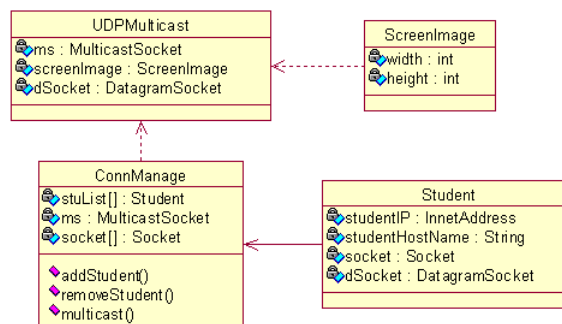 UDPMulticast
ms : MulticastSocket
screenImage : ScreenImage
dSocket : DatagramSocket
ScreenImage
width : int
height : int
ConnManage
stuList[] : Student
ms : MulticastSocket
socket[] : Socket
addStudent()
removeStudent()
multicast()
Student
studentIP : InnetAddress
studentHostName : String
socket : Socket
dSocket : DatagramSocket